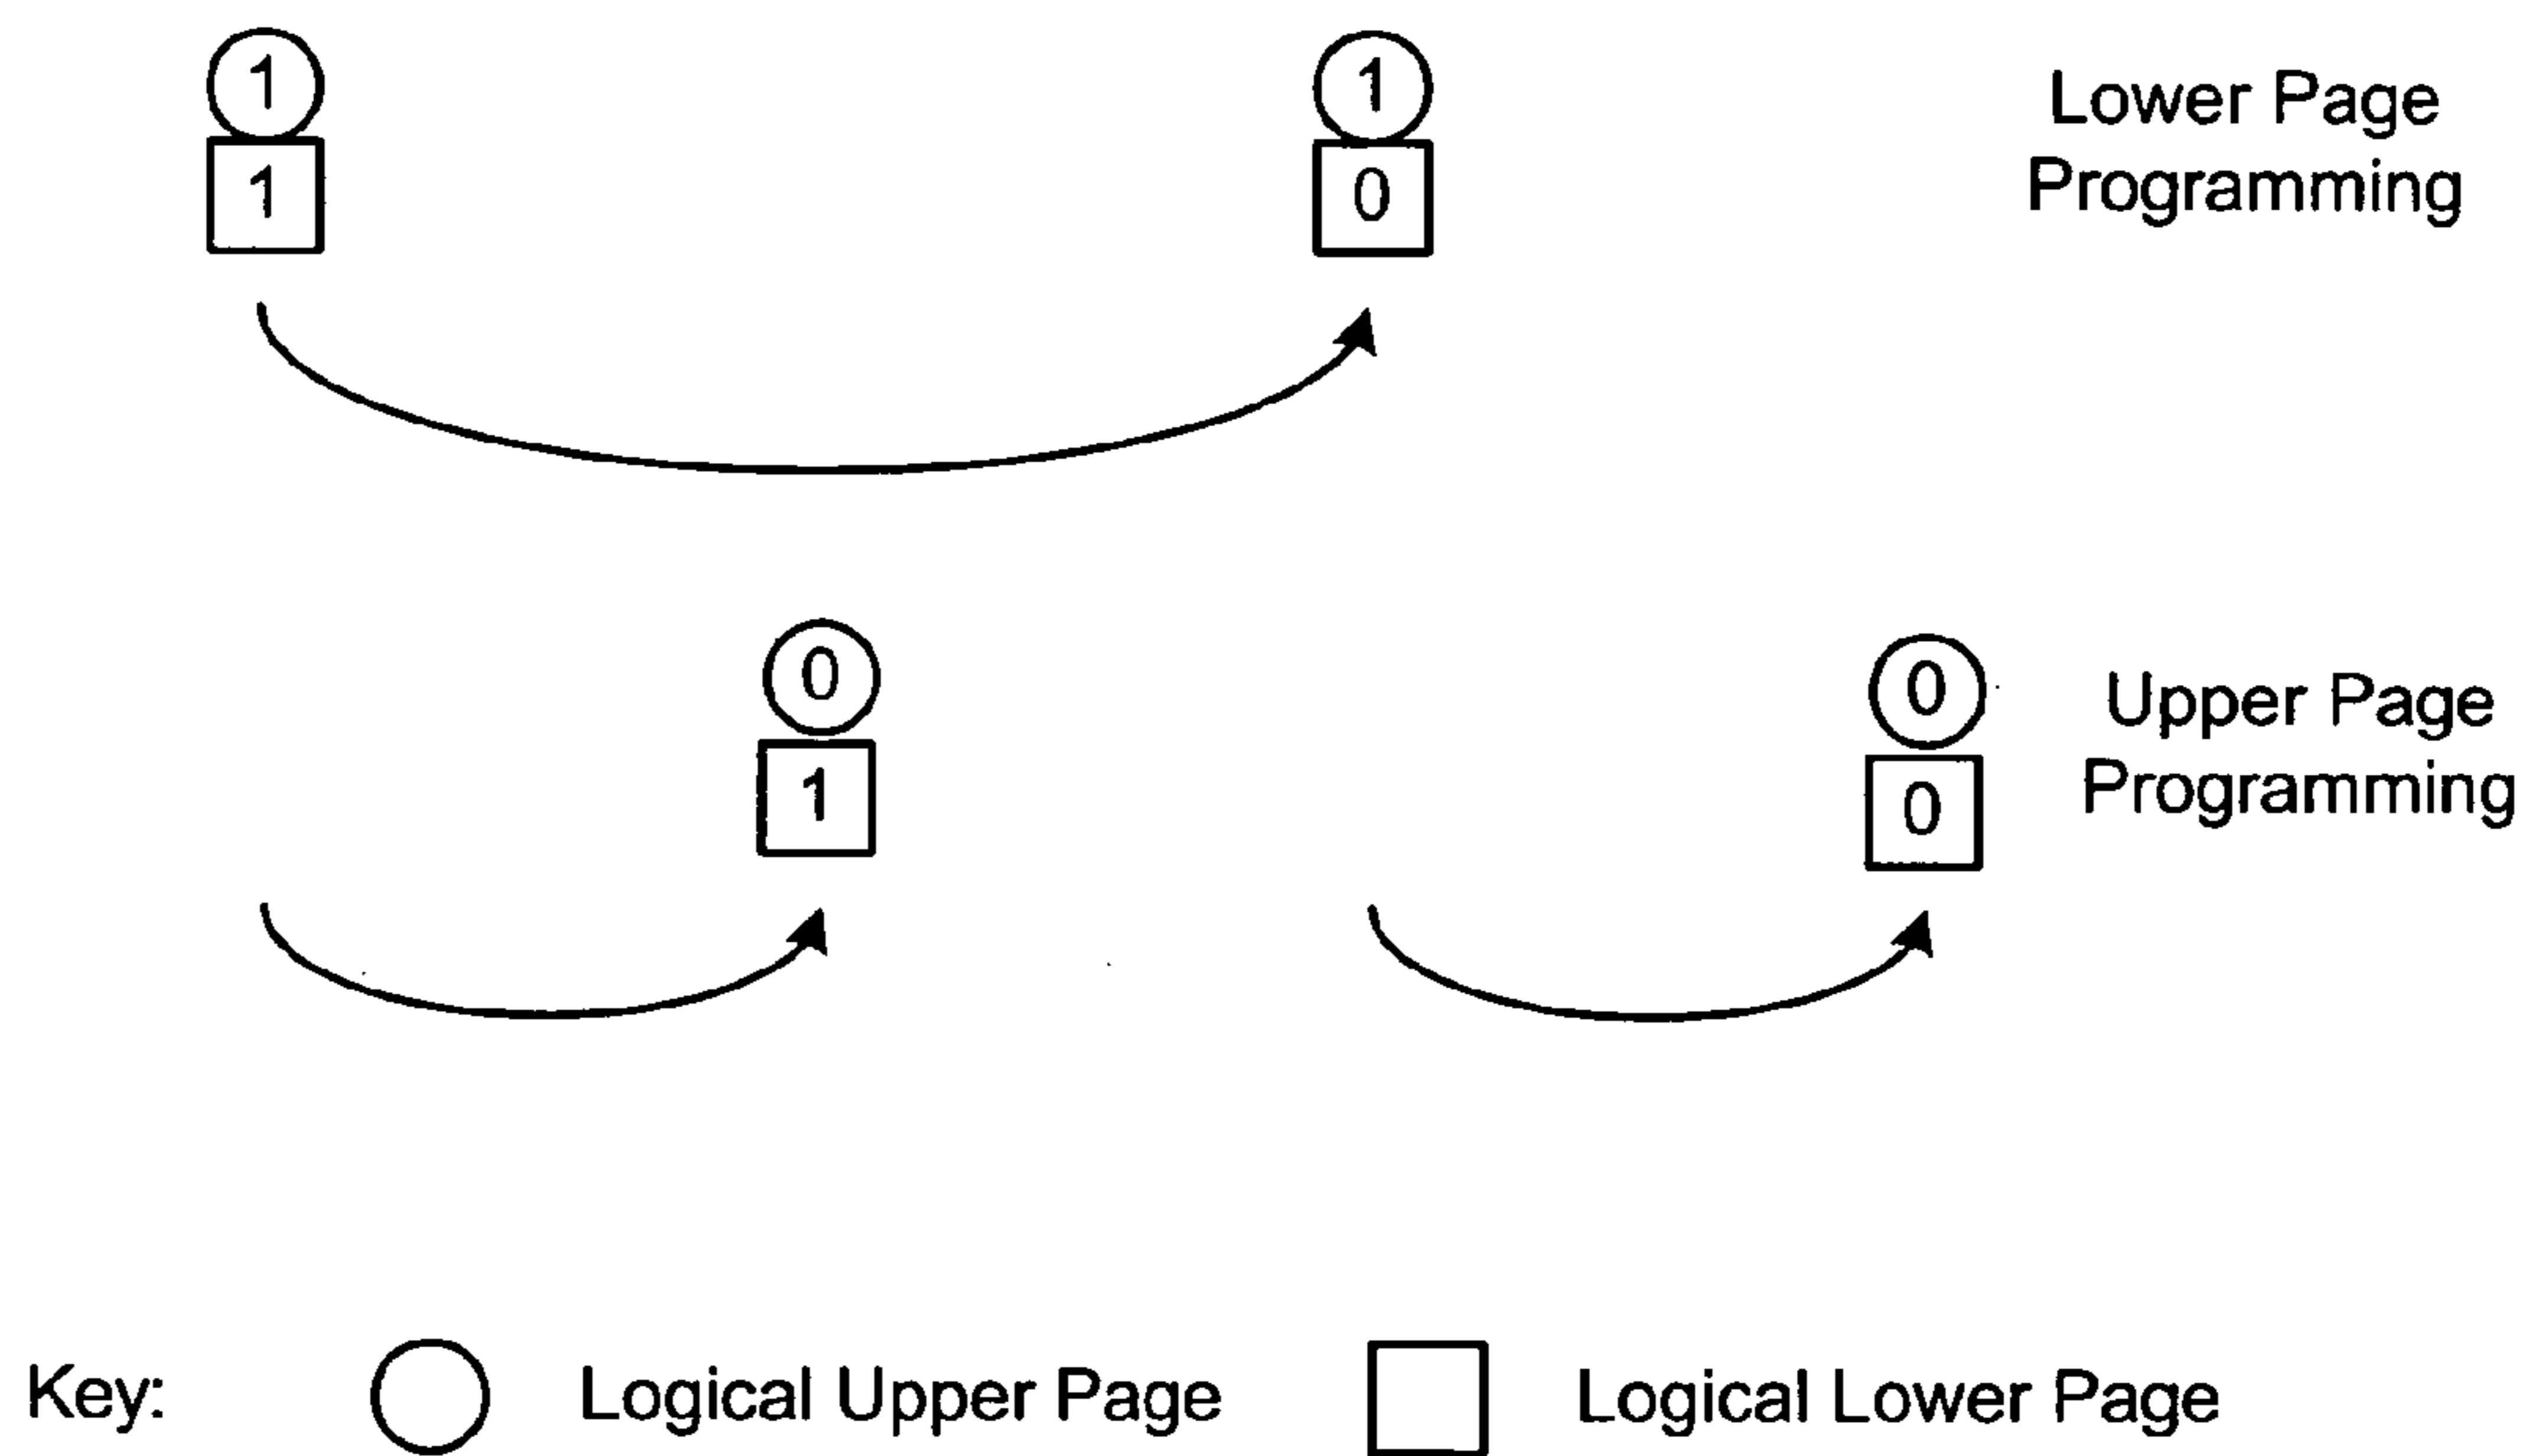 1
1
1
0
Lower Page
Programming
0
1
0
0
Upper Page
Programming
Key:
Logical Upper Page
Logical Lower Page